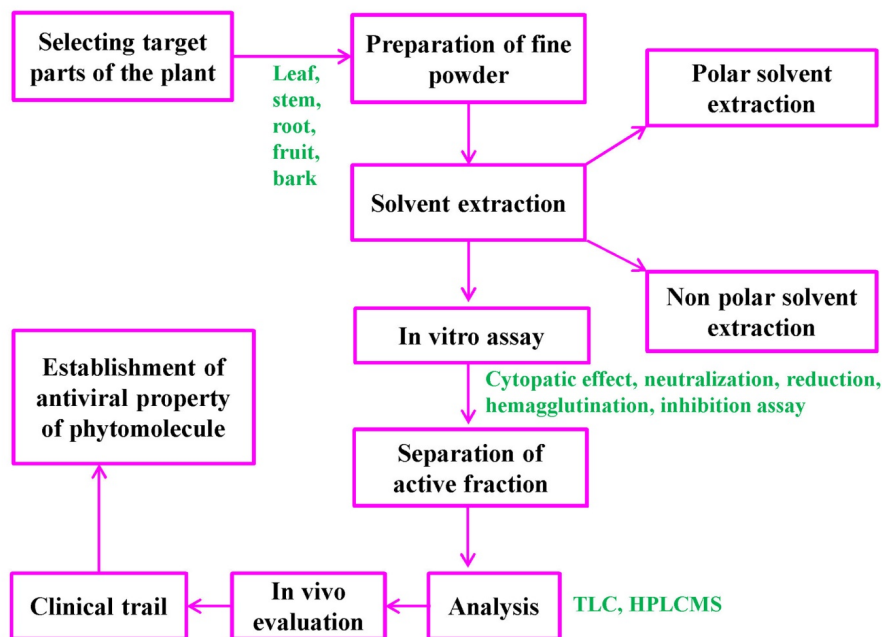 Selecting target
parts of the plant
Leaf,
stem,
root,
fruit,
bark
Preparation of fine
powder
Polar solvent
extraction
Solvent extraction
Non polar solvent
extraction
In vitro assay
Cytopatic effect, neutralization, reduction,
hemagglutination, inhibition assay
Separation of
active fraction
Analysis
TLC, HPLCMS
In vivo
evaluation
Clinical trail
Establishment of
antiviral property
of phytomolecule